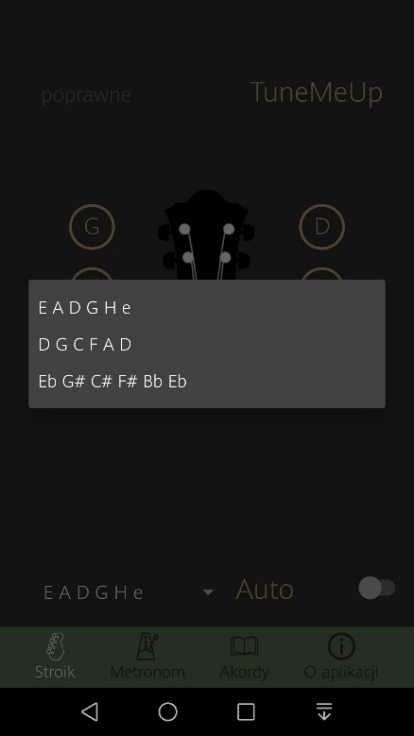 poprawne
TuneMeUp
G
D
E A D G H e
D G C F A D
Eb G# C# F# Bb Eb
E A D G H e
Auto
Stroik
Metronom
Akordy
O aplikacji